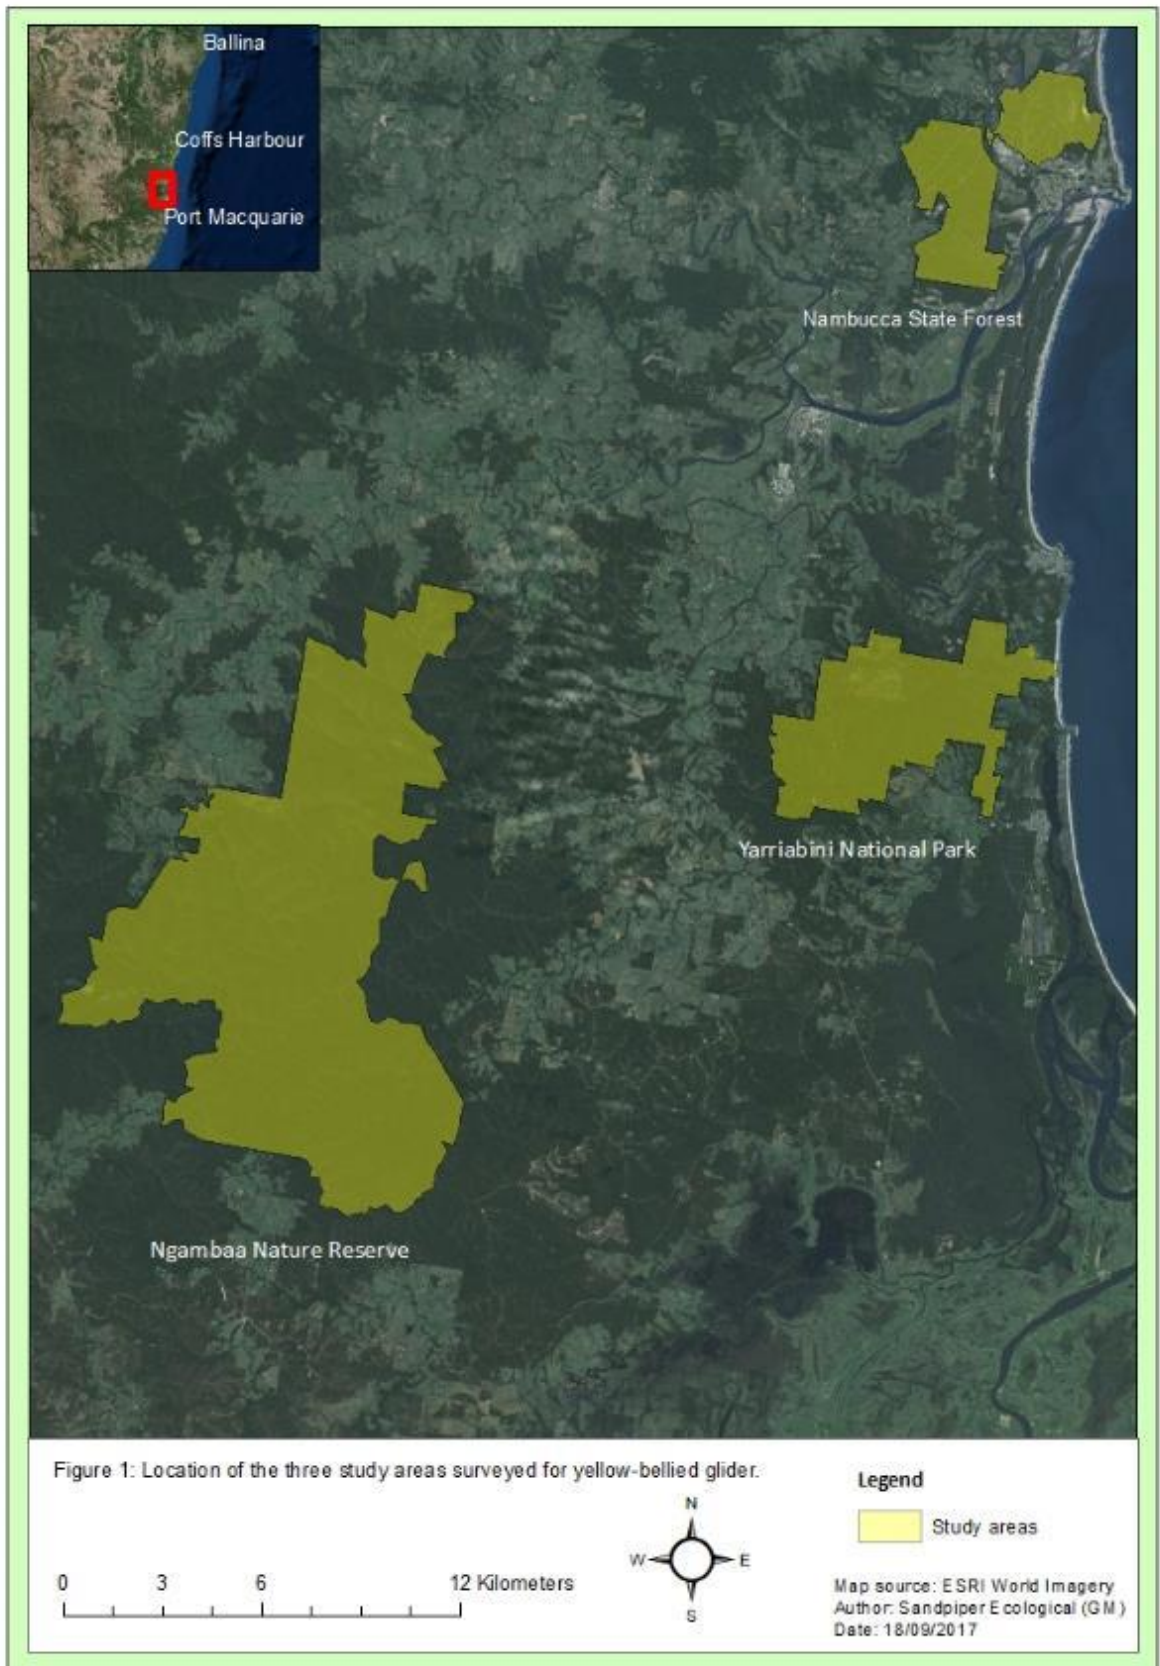 Ballina
Coffs Harbour
Port Macquarie
Nambucca State Forest
Yarriabini National Park
Ngambaa Nature Reserve
Figure 1: Location of the three study areas surveyed for yellow-bellied glider.
Legend
Study areas
N
W E
S
0 3 6 12 Kilometers
Map source: ESRI World Imagery
Author: Sandpiper Ecological (GM)
Date: 18/09/2017